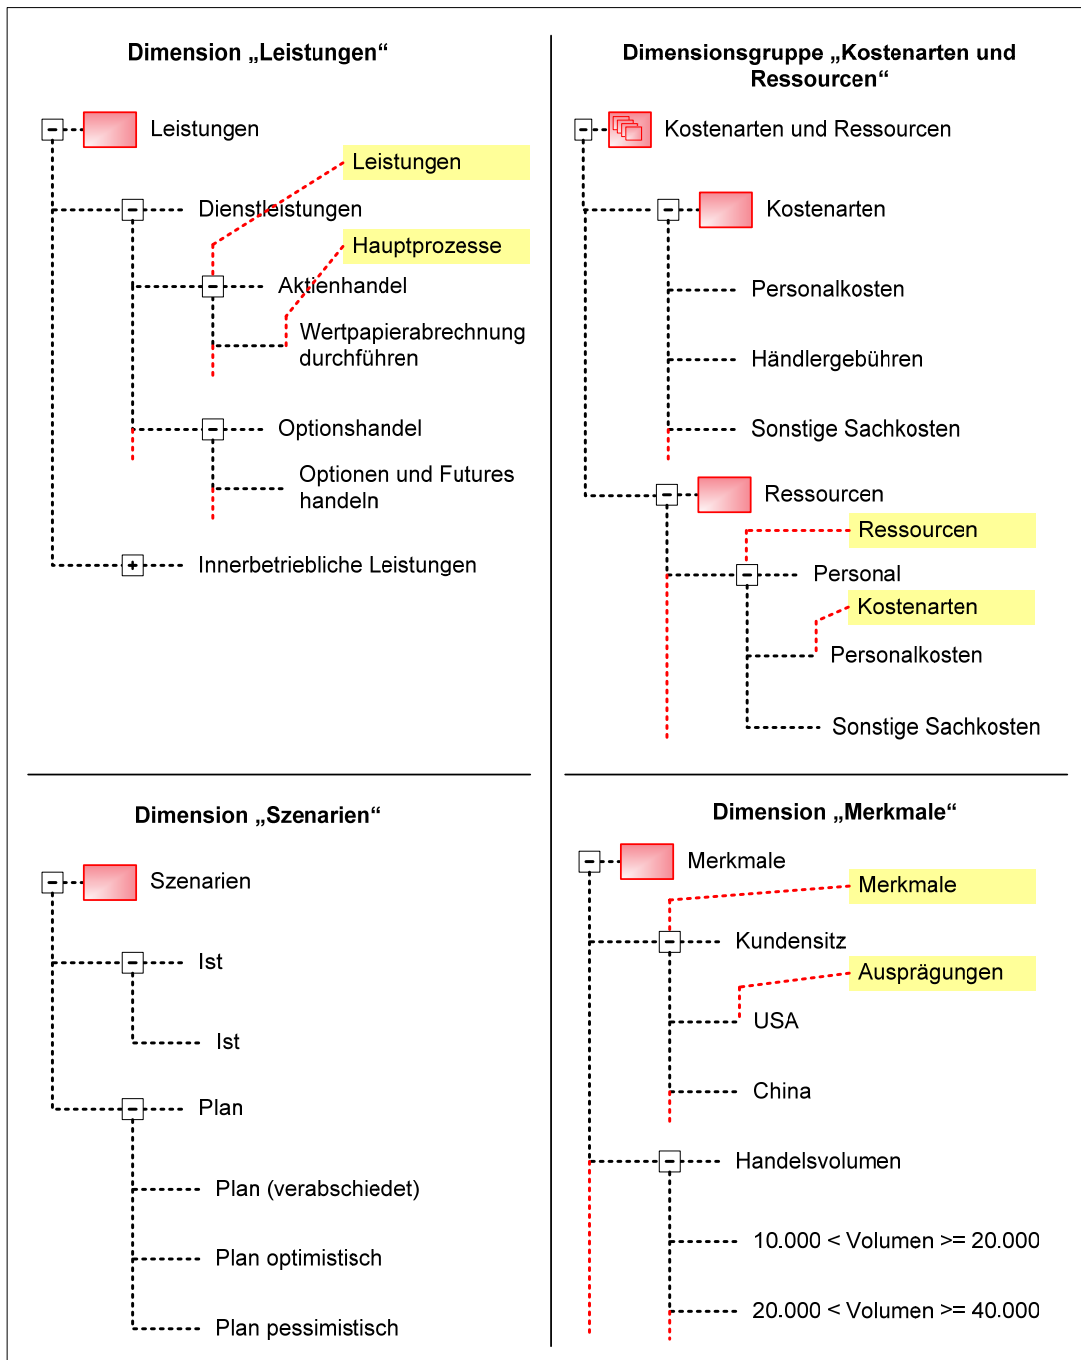 Dimension „Leistungen“
Leistungen
Leistungen
Dienstleistungen
Hauptprozesse
Aktienhandel
Wertpapierabrechnung
durchführen
Optionshandel
Optionen und Futures
handeln
Innerbetriebliche Leistungen
Dimensionsgruppe „Kostenarten und
Ressourcen“
Kostenarten und Ressourcen
Kostenarten
Personalkosten
Händlergebühren
Sonstige Sachkosten
Ressourcen
Ressourcen
Personal
Kostenarten
Personalkosten
Sonstige Sachkosten
Dimension „Szenarien“
Szenarien
Ist
Ist
Plan
Plan (verabschiedet)
Plan optimistisch
Plan pessimistisch
Dimension „Merkmale“
Merkmale
Merkmale
Kundensitz
Ausprägungen
USA
China
Handelsvolumen
10.000 < Volumen >= 20.000
20.000 < Volumen >= 40.000